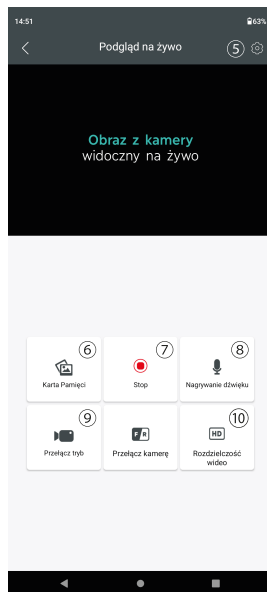 14:51 63%
Podgląd na żywo 5
Obraz z kamery
widoczny na żywo
6 7 8
Karta Pamięci Stop Nagrywanie dźwięku
9 10
F R HD
Przełącz tryb Przełącz kamerę Rozdzielczość
wideo